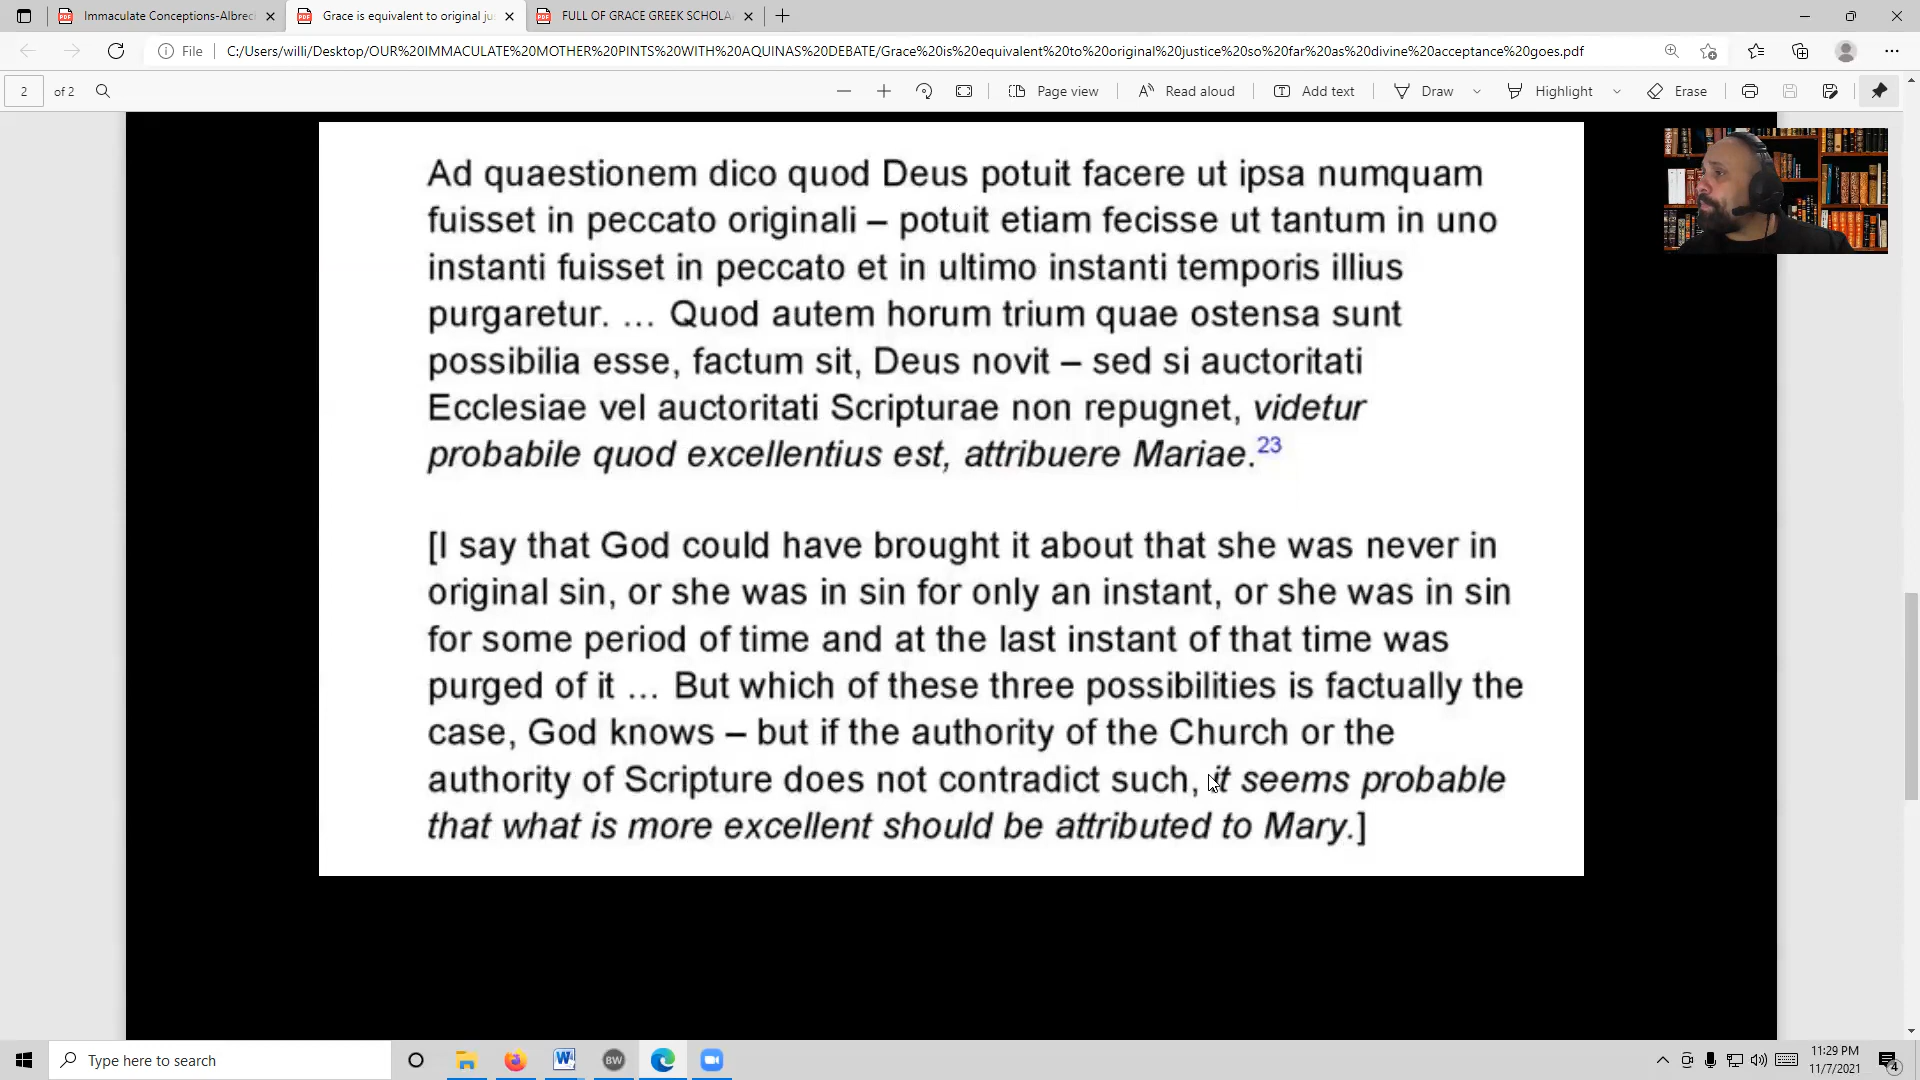 Immaculate Conceptions-Albrec
Grace is equivalent to original ju
FULL OF GRACE GREEK SCHOLA
File
C:/Users/willi/Desktop/OUR%20IMMACULATE%20MOTHER%20PINTS%20WITH%20AQUINAS%20DEBATE/Grace%20is%20equivalent%20to%20original%20justice%20so%20far%20as%20divine%20acceptance%20goes.pdf
2 of 2
Page view
Read aloud
Add text
Draw
Highlight
Erase
Ad quaestionem dico quod Deus potuit facere ut ipsa numquam
fuisset in peccato originali – potuit etiam fecisse ut tantum in uno
instanti fuisset in peccato et in ultimo instanti temporis illius
purgaretur. … Quod autem horum trium quae ostensa sunt
possibilia esse, factum sit, Deus novit – sed si auctoritati
Ecclesiae vel auctoritati Scripturae non repugnet, videtur
probabile quod excellentius est, attribuere Mariae.23
[I say that God could have brought it about that she was never in
original sin, or she was in sin for only an instant, or she was in sin
for some period of time and at the last instant of that time was
purged of it … But which of these three possibilities is factually the
case, God knows – but if the authority of the Church or the
authority of Scripture does not contradict such, it seems probable
that what is more excellent should be attributed to Mary.]
Type here to search
W
BW
11:29 PM
11/7/2021
4